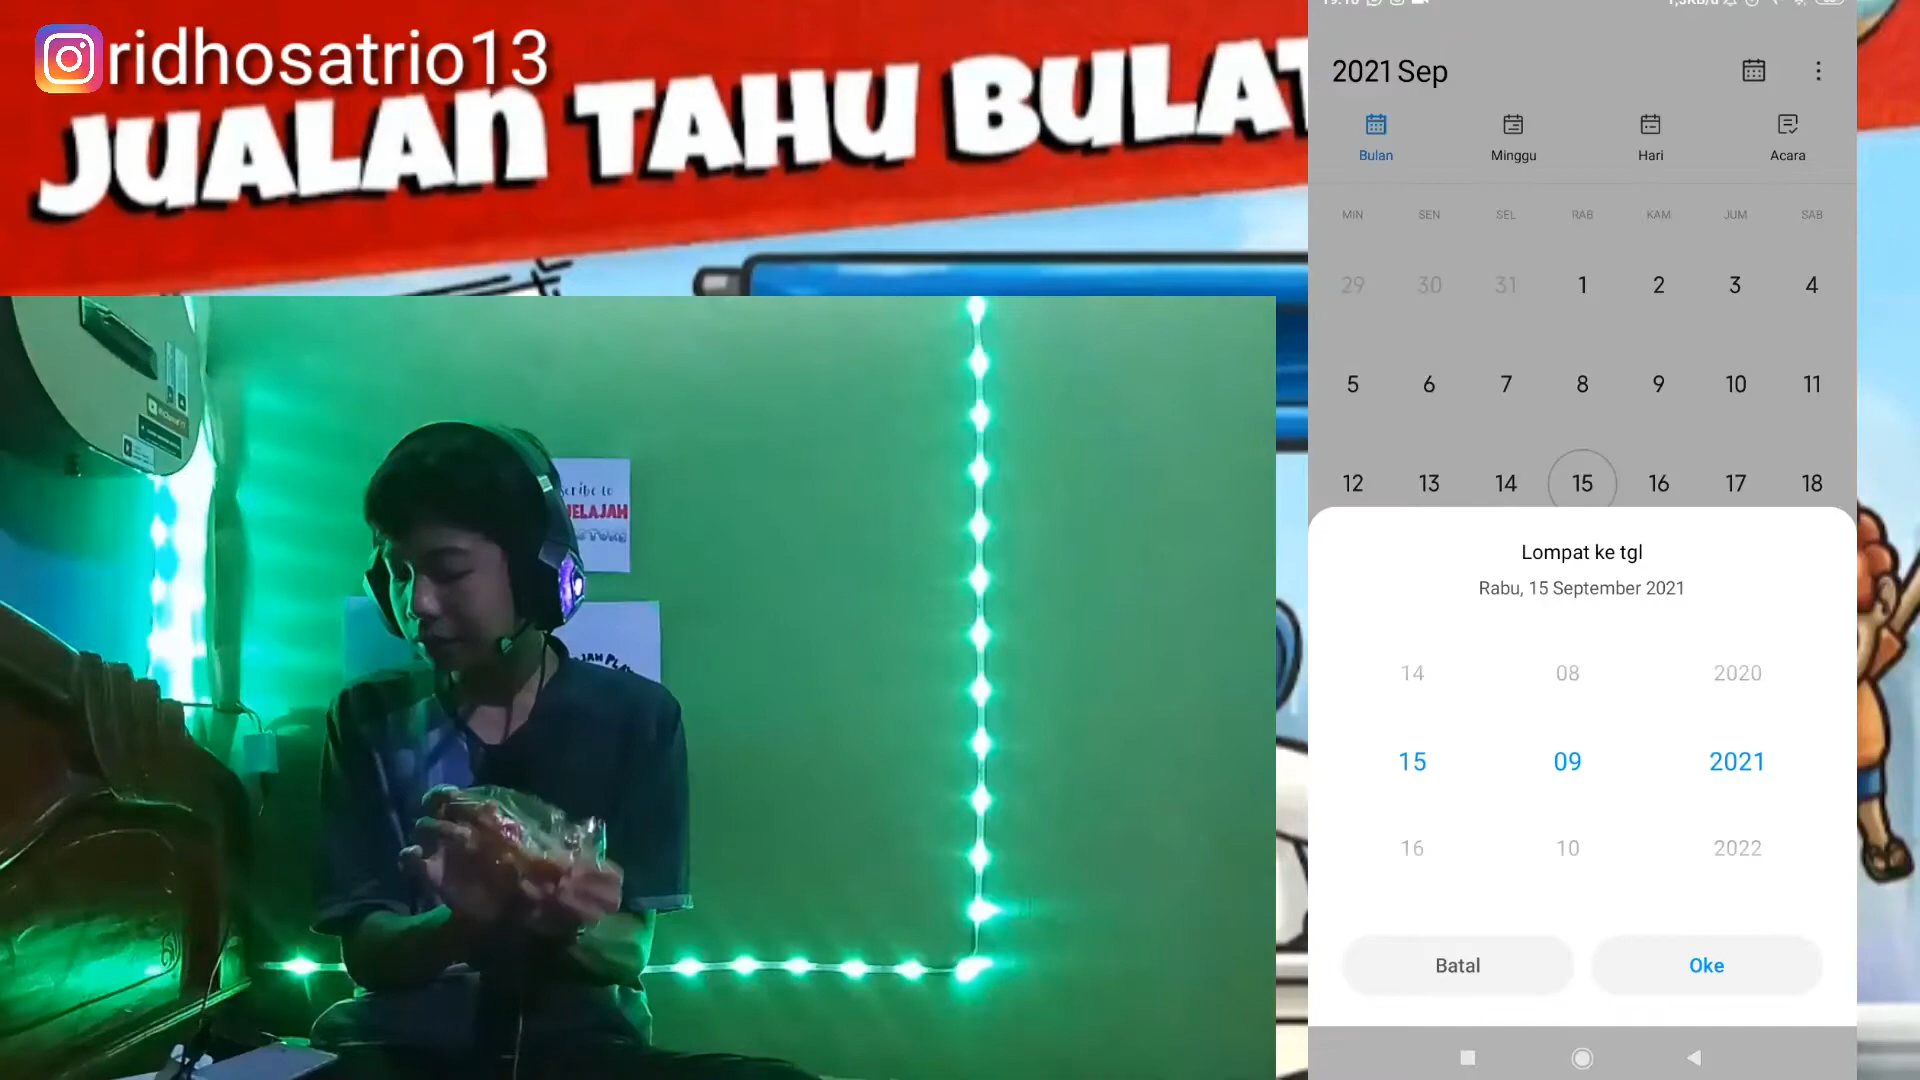 ridhosatrio13
JUALAN TAHU BULAT
2021 Sep
Bulan
Minggu
Hari
Acara
MIN SEN SEL RAB KAM JUM SAB
29 30 31 1 2 3 4
5 6 7 8 9 10 11
12 13 14 15 16 17 18
Lompat ke tgl
Rabu, 15 September 2021
14 08 2020
15 09 2021
16 10 2022
Batal
Oke